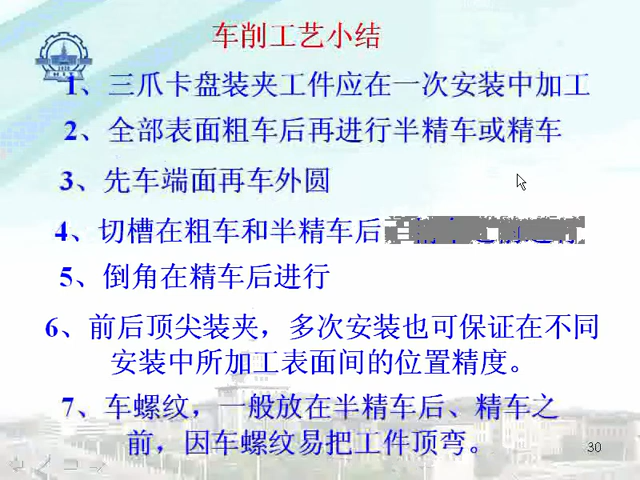 车削工艺小结
1、三爪卡盘装夹工件应在一次安装中加工
2、全部表面粗车后再进行半精车或精车
3、先车端面再车外圆
4、切槽在粗车和半精车后
5、倒角在精车后进行
6、前后顶尖装夹，多次安装也可保证在不同
安装中所加工表面间的位置精度。
7、车螺纹，一般放在半精车后、精车之
前，因车螺纹易把工件顶弯。
30